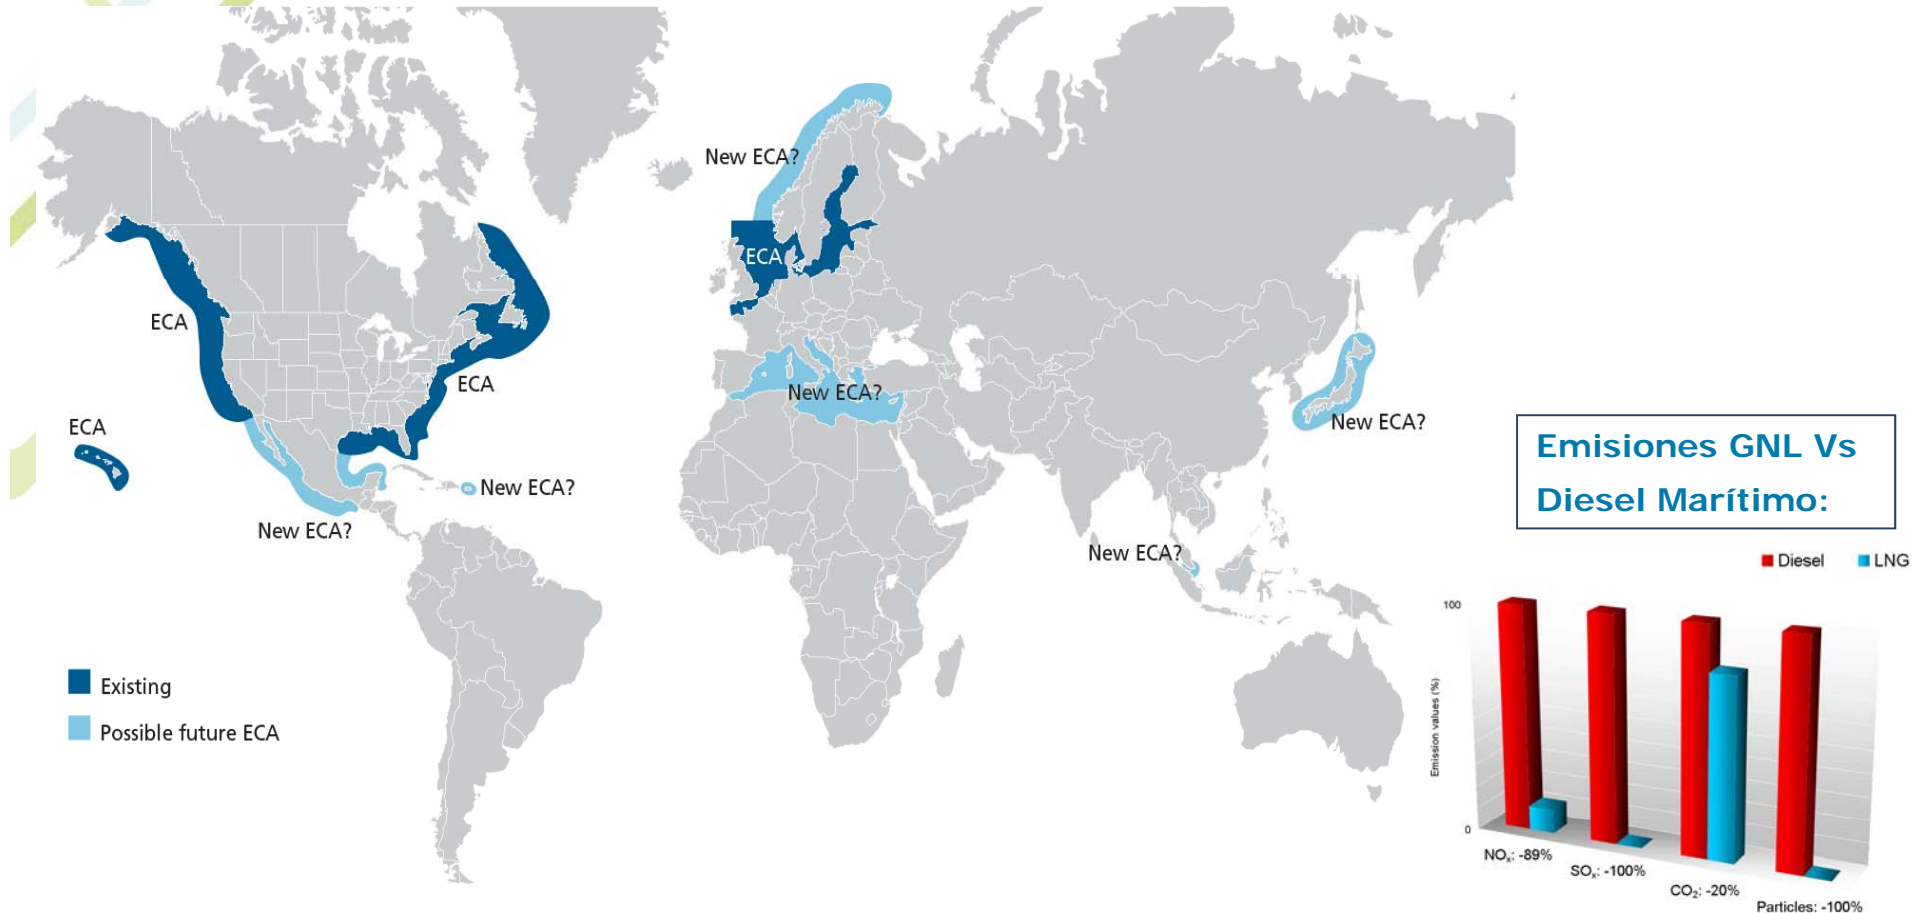 New ECA?
ECA
ECA
ECA
ECA
New ECA?
New ECA?
New ECA?
New ECA?
New ECA?
Existing
Possible future ECA
Emisiones GNL Vs
Diesel Marítimo:
Diesel
LNG
100
Emission values (%)
0
NOₓ: -89%
SOₓ: -100%
CO₂: -20%
Particles: -100%